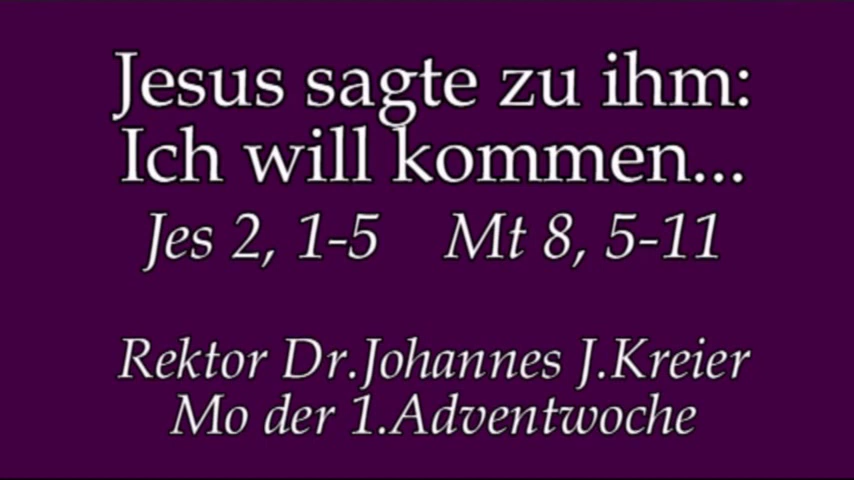 Jesus sagte zu ihm:
Ich will kommen...
Jes 2, 1-5 Mt 8, 5-11
Rektor Dr.Johannes J.Kreier
Mo der 1.Adventwoche